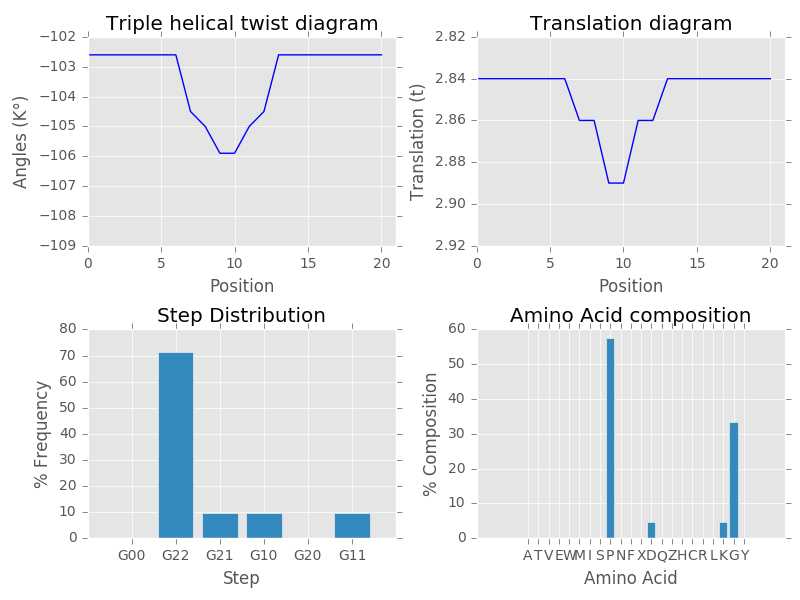 Triple helical twist diagram
−102
−103
−104
−105
−106
−107
−108
−109
Angles (K°)
0 5 10 15 20
Position
Translation diagram
2.82
2.84
2.86
2.88
2.90
2.92
Translation (t)
0 5 10 15 20
Position
Step Distribution
80
70
60
50
40
30
20
10
0
% Frequency
G00 G22 G21 G10 G20 G11
Step
Amino Acid composition
60
50
40
30
20
10
0
% Composition
A T V E W M I S P N F X D Q Z H C R L K G Y
Amino Acid